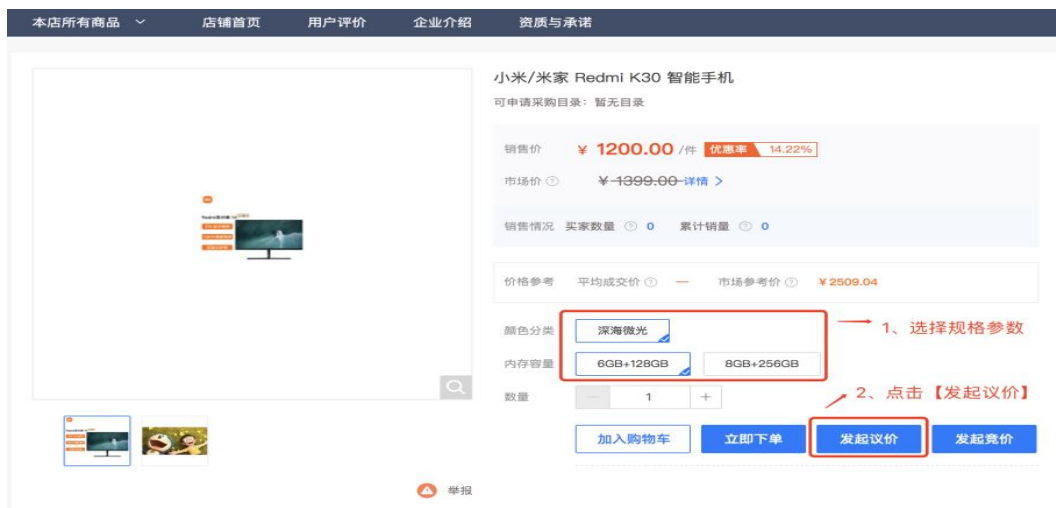 本店所有商品 店铺首页 用户评价 企业介绍 资质与承诺
小米/米家 Redmi K30 智能手机
可申请采购目录：暂无目录
销售价 ¥ 1200.00 /件 优惠率 14.22%
市场价 ? ¥ 1399.00 详情 >
销售情况 买家数量 ? 0 累计销量 ? 0
价格参考 平均成交价 ? — 市场参考价 ? ¥2509.04
颜色分类 深海微光
1、选择规格参数
内存容量 6GB+128GB 8GB+256GB
数量 — 1 +
2、点击【发起议价】
加入购物车 立即下单 发起议价 发起竞价
举报